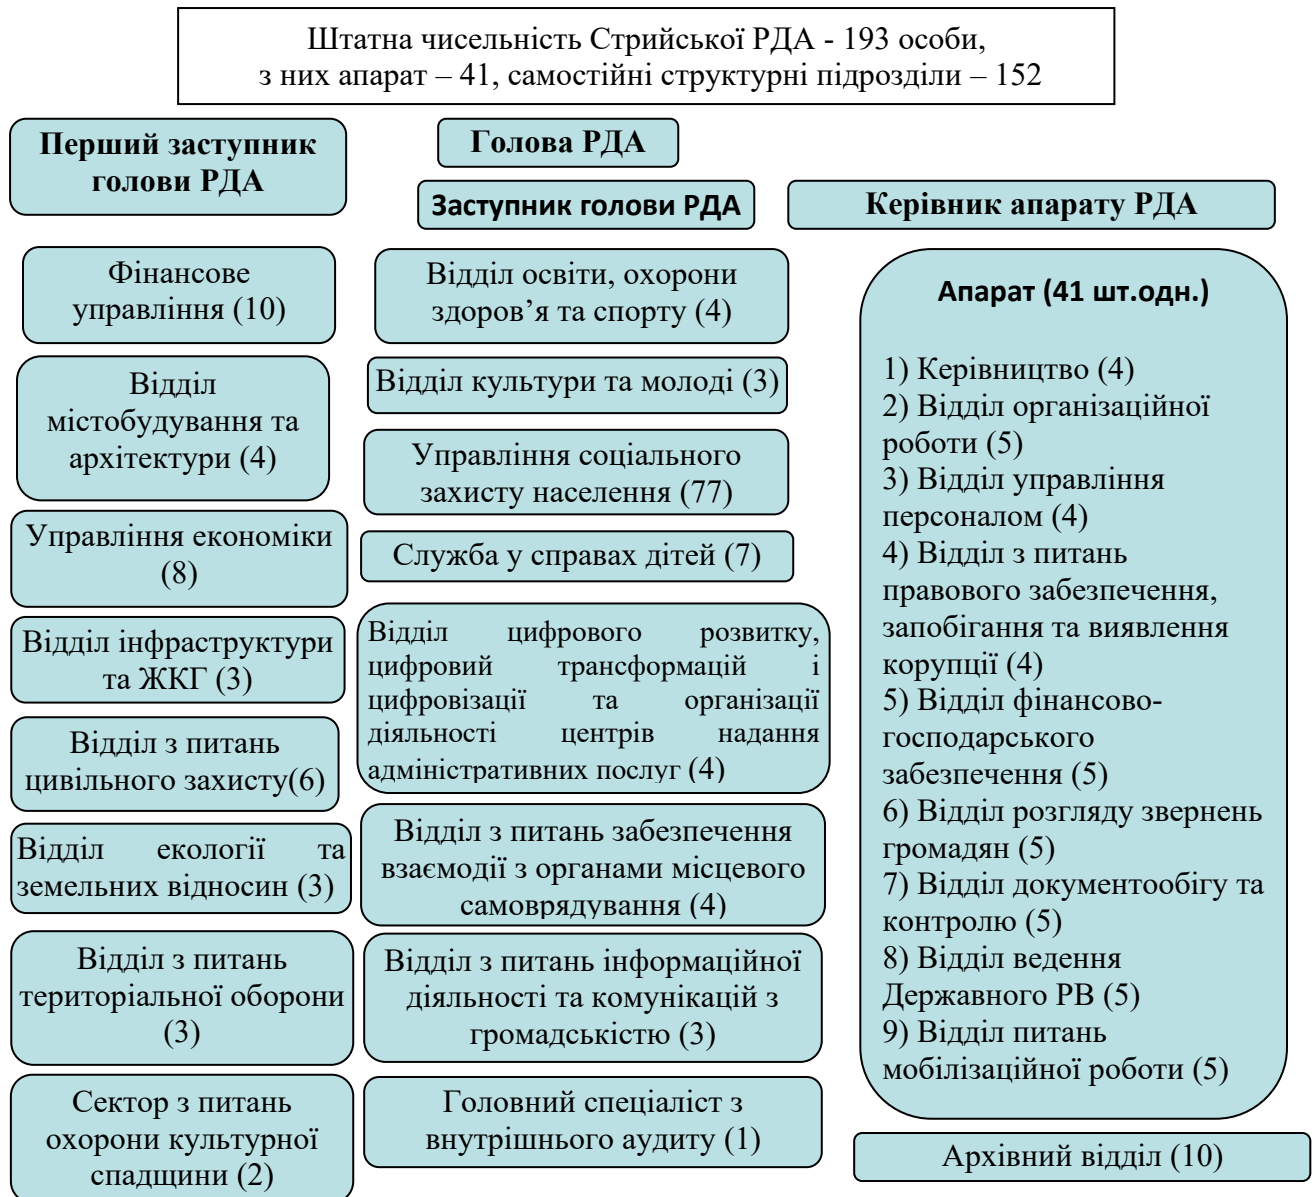 Штатна чисельність Стрийської РДА - 193 особи,
з них апарат – 41, самостійні структурні підрозділи – 152
Перший заступник
голови РДА
Голова РДА
Заступник голови РДА
Керівник апарату РДА
Фінансове
управління (10)
Відділ
містобудування та
архітектури (4)
Управління економіки
(8)
Відділ інфраструктури
та ЖКГ (3)
Відділ з питань
цивільного захисту(6)
Відділ екології та
земельних відносин (3)
Відділ з питань
територіальної оборони
(3)
Сектор з питань
охорони культурної
спадщини (2)
Відділ освіти, охорони
здоров’я та спорту (4)
Відділ культури та молоді (3)
Управління соціального
захисту населення (77)
Служба у справах дітей (7)
Відділ цифрового розвитку,
цифровий трансформацій і
цифровізації та організації
діяльності центрів надання
адміністративних послуг (4)
Відділ з питань забезпечення
взаємодії з органами місцевого
самоврядування (4)
Відділ з питань інформаційної
діяльності та комунікацій з
громадськістю (3)
Головний спеціаліст з
внутрішнього аудиту (1)
Апарат (41 шт.одн.)
1) Керівництво (4)
2) Відділ організаційної
роботи (5)
3) Відділ управління
персоналом (4)
4) Відділ з питань
правового забезпечення,
запобігання та виявлення
корупції (4)
5) Відділ фінансово-
господарського
забезпечення (5)
6) Відділ розгляду звернень
громадян (5)
7) Відділ документообігу та
контролю (5)
8) Відділ ведення
Державного РВ (5)
9) Відділ питань
мобілізаційної роботи (5)
Архівний відділ (10)